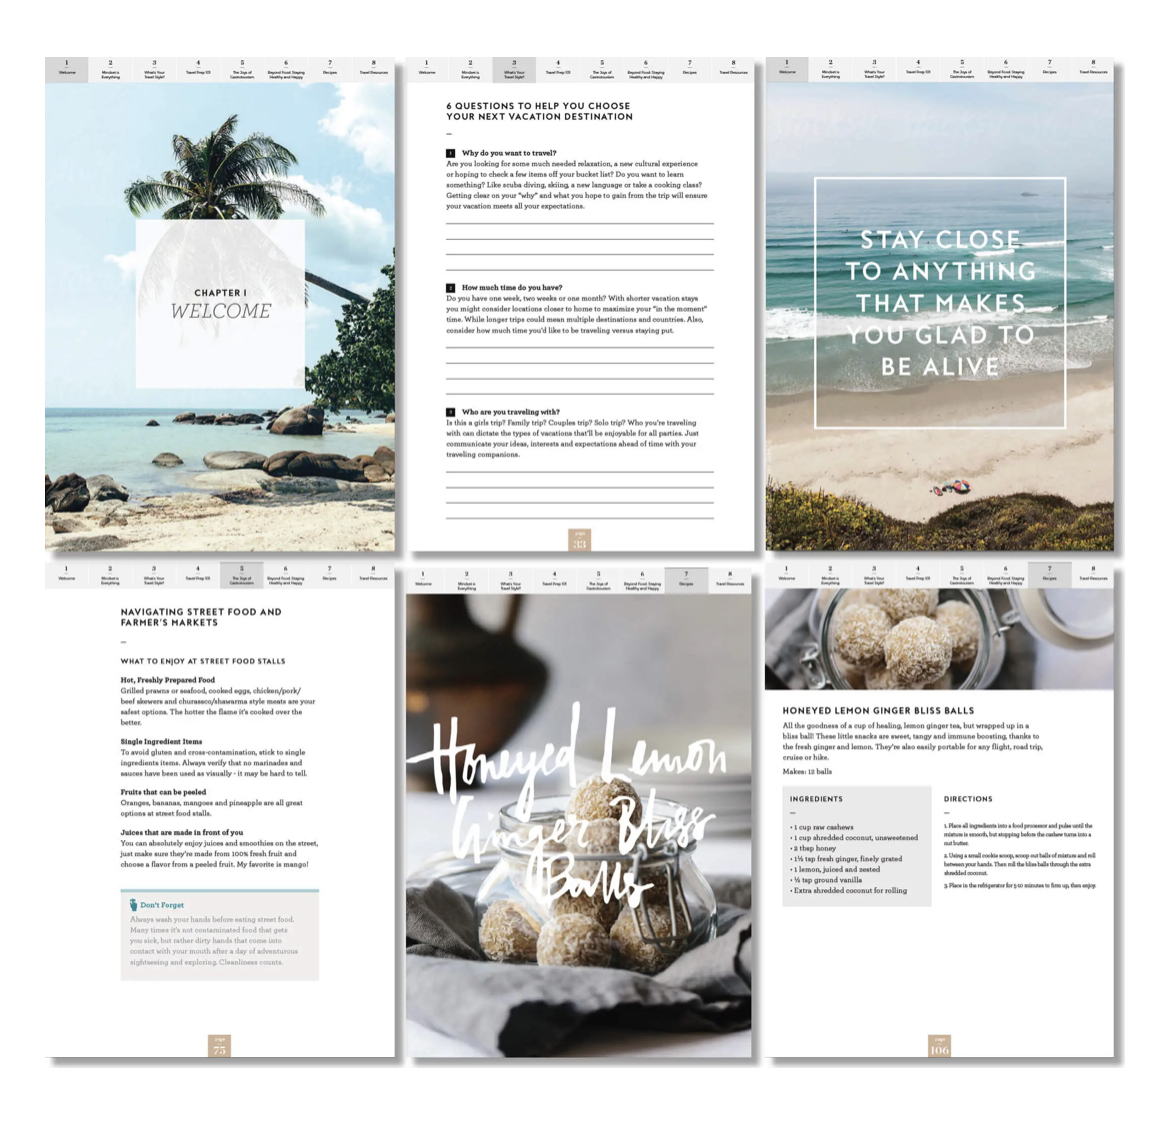 1 2 3 4 5 6 7 8
Welcome Mindset is Everything What's Your Travel Style? Travel Prep 101 The Joys of Gastrotourism Beyond Food: Staying Healthy and Happy Recipes Travel Resources
CHAPTER 1
WELCOME
1 2 3 4 5 6 7 8
Welcome Mindset is Everything What's Your Travel Style? Travel Prep 101 The Joys of Gastrotourism Beyond Food: Staying Healthy and Happy Recipes Travel Resources
6 QUESTIONS TO HELP YOU CHOOSE
YOUR NEXT VACATION DESTINATION
1 Why do you want to travel?
Are you looking for some much needed relaxation, a new cultural experience
or hoping to check a few items off your bucket list? Do you want to learn
something? Like scuba diving, skiing, a new language or take a cooking class?
Getting clear on your "why" and what you hope to gain from the trip will ensure
your vacation meets all your expectations.
2 How much time do you have?
Do you have one week, two weeks or one month? With shorter vacation stays
you might consider locations closer to home to maximize your "in the moment"
time. While longer trips could mean multiple destinations and countries. Also,
consider how much time you'd like to be traveling versus staying put.
3 Who are you traveling with?
Is this a girls trip? Family trip? Couples trip? Solo trip? Who you're traveling
with can dictate the types of vacations that'll be enjoyable for all parties. Just
communicate your ideas, interests and expectations ahead of time with your
traveling companions.
page
33
1 2 3 4 5 6 7 8
Welcome Mindset is Everything What's Your Travel Style? Travel Prep 101 The Joys of Gastrotourism Beyond Food: Staying Healthy and Happy Recipes Travel Resources
STAY CLOSE
TO ANYTHING
THAT MAKES
YOU GLAD TO
BE ALIVE
1 2 3 4 5 6 7 8
Welcome Mindset is Everything What's Your Travel Style? Travel Prep 101 The Joys of Gastrotourism Beyond Food: Staying Healthy and Happy Recipes Travel Resources
NAVIGATING STREET FOOD AND
FARMER'S MARKETS
WHAT TO ENJOY AT STREET FOOD STALLS
Hot, Freshly Prepared Food
Grilled prawns or seafood, cooked eggs, chicken/pork/
beef skewers and churassco/shawarma style meats are your
safest options. The hotter the flame it's cooked over the
better.
Single Ingredient Items
To avoid gluten and cross-contamination, stick to single
ingredients items. Always verify that no marinades and
sauces have been used as visually - it may be hard to tell.
Fruits that can be peeled
Oranges, bananas, mangoes and pineapple are all great
options at street food stalls.
Juices that are made in front of you
You can absolutely enjoy juices and smoothies on the street,
just make sure they're made from 100% fresh fruit and
choose a flavor from a peeled fruit. My favorite is mango!
Don't Forget
Always wash your hands before eating street food.
Many times it's not contaminated food that gets
you sick, but rather dirty hands that come into
contact with your mouth after a day of adventurous
sightseeing and exploring. Cleanliness counts.
page
75
1 2 3 4 5 6 7 8
Welcome Mindset is Everything What's Your Travel Style? Travel Prep 101 The Joys of Gastrotourism Beyond Food: Staying Healthy and Happy Recipes Travel Resources
Honeyed Lemon
Ginger Bliss
Balls
1 2 3 4 5 6 7 8
Welcome Mindset is Everything What's Your Travel Style? Travel Prep 101 The Joys of Gastrotourism Beyond Food: Staying Healthy and Happy Recipes Travel Resources
HONEYED LEMON GINGER BLISS BALLS
All the goodness of a cup of healing, lemon ginger tea, but wrapped up in a
bliss ball! These little snacks are sweet, tangy and immune boosting, thanks to
the fresh ginger and lemon. They're also easily portable for any flight, road trip,
cruise or hike.
Makes: 12 balls
INGREDIENTS
• 1 cup raw cashews
• 1 cup shredded coconut, unsweetened
• 2 tbsp honey
• 1½ tsp fresh ginger, finely grated
• 1 lemon, juiced and zested
• ½ tsp ground vanilla
• Extra shredded coconut for rolling
DIRECTIONS
1. Place all ingredients into a food processor and pulse until the
mixture is smooth, but stopping before the cashew turns into a
nut butter.
2. Using a small cookie scoop, scoop out balls of mixture and roll
between your hands. Then roll the bliss balls through the extra
shredded coconut.
3. Place in the refrigerator for 5-10 minutes to firm up, then enjoy.
page
106